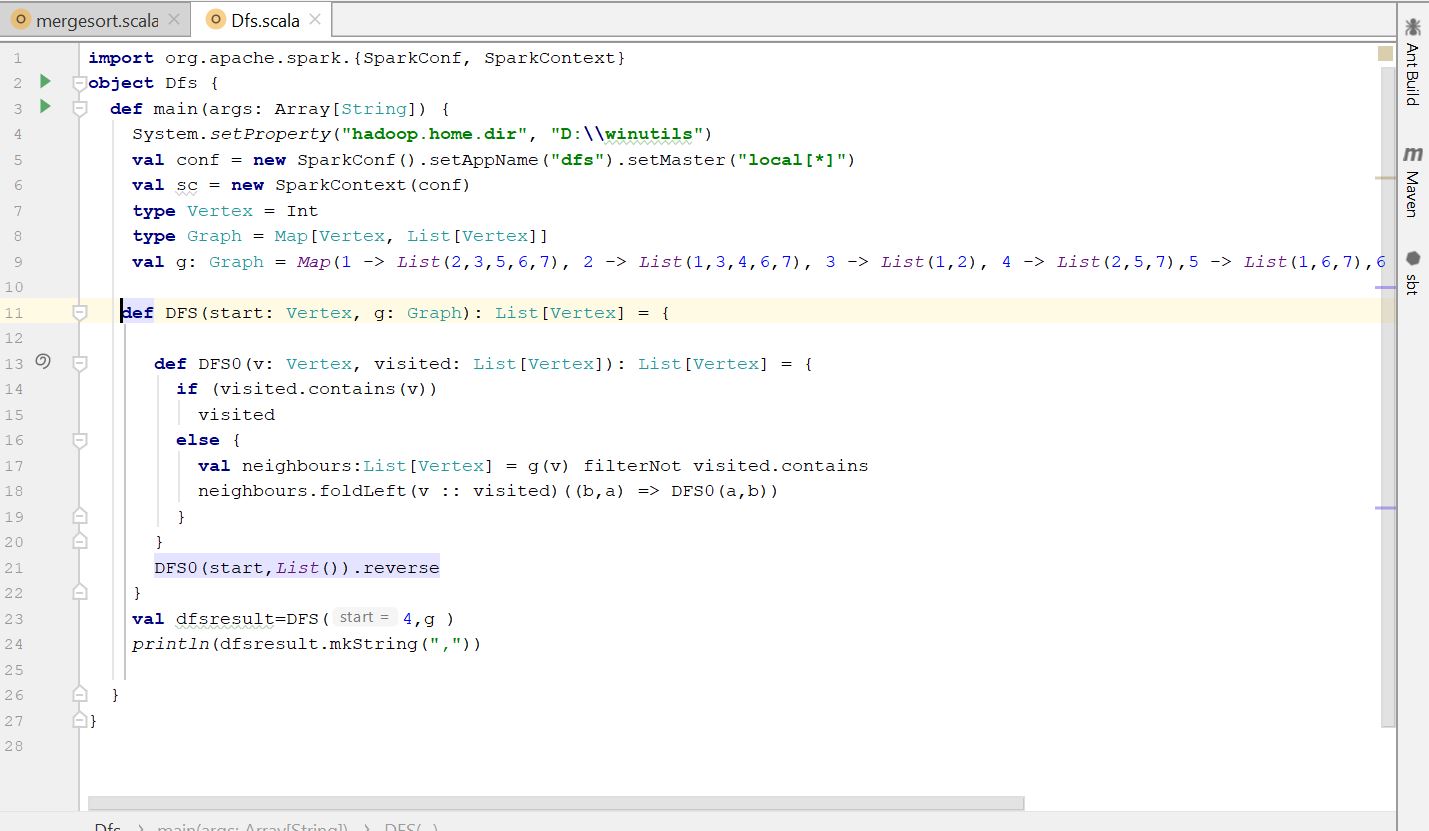 mergesort.scala
Dfs.scala
1 import org.apache.spark.{SparkConf, SparkContext}
2 object Dfs {
3 def main(args: Array[String]) {
4 System.setProperty("hadoop.home.dir", "D:\\winutils")
5 val conf = new SparkConf().setAppName("dfs").setMaster("local[*]")
6 val sc = new SparkContext(conf)
7 type Vertex = Int
8 type Graph = Map[Vertex, List[Vertex]]
9 val g: Graph = Map(1 -> List(2,3,5,6,7), 2 -> List(1,3,4,6,7), 3 -> List(1,2), 4 -> List(2,5,7),5 -> List(1,6,7),6
10
11 def DFS(start: Vertex, g: Graph): List[Vertex] = {
12
13 def DFS0(v: Vertex, visited: List[Vertex]): List[Vertex] = {
14 if (visited.contains(v))
15 visited
16 else {
17 val neighbours:List[Vertex] = g(v) filterNot visited.contains
18 neighbours.foldLeft(v :: visited)((b,a) => DFS0(a,b))
19 }
20 }
21 DFS0(start,List()).reverse
22 }
23 val dfsresult=DFS( start = 4,g )
24 println(dfsresult.mkString(","))
25
26 }
27 }
28
Dfs › main(args: Array[String]) › DFS(..)
Ant Build
m Maven
sbt